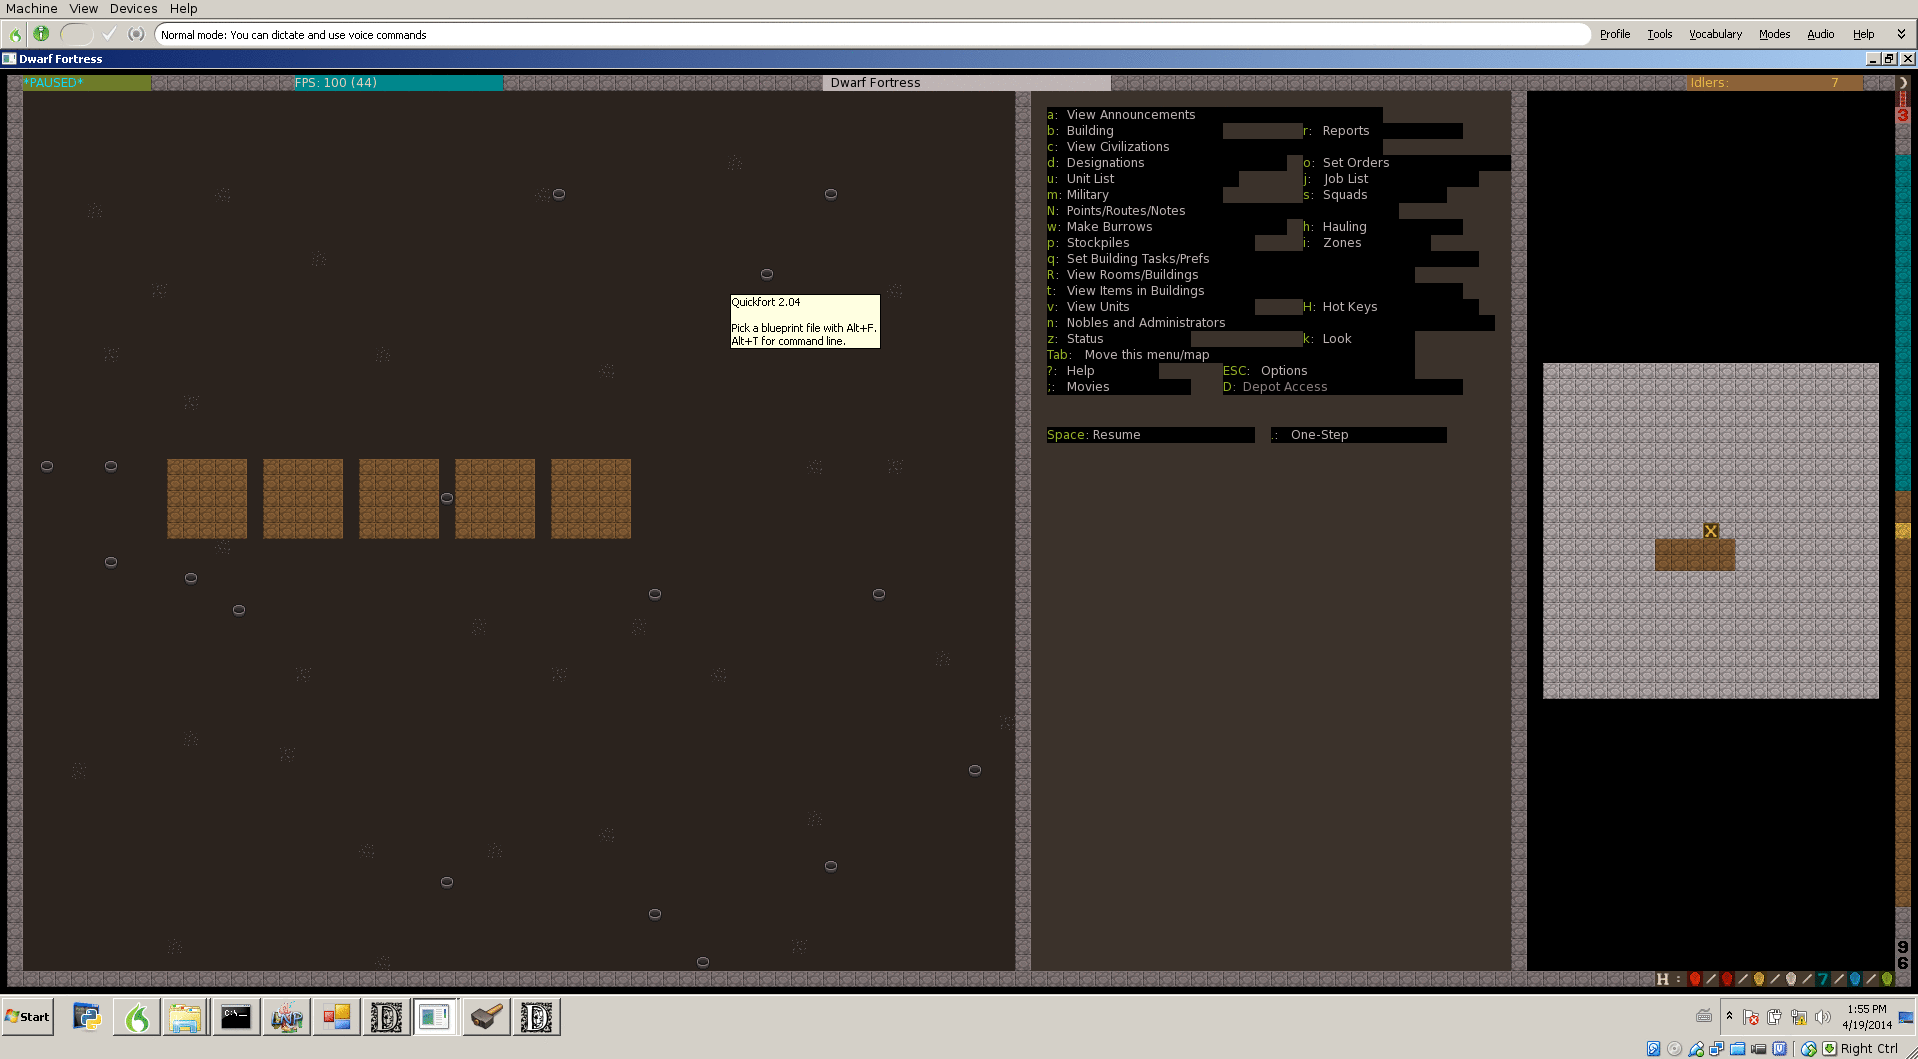 Machine View Devices Help
Normal mode: You can dictate and use voice commands
Profile Tools Vocabulary Modes Audio Help
Dwarf Fortress
*PAUSED* FPS: 100 (44) Dwarf Fortress Idlers: 7
3
a: View Announcements
b: Building r: Reports
c: View Civilizations
d: Designations o: Set Orders
u: Unit List j: Job List
m: Military s: Squads
N: Points/Routes/Notes
w: Make Burrows h: Hauling
p: Stockpiles i: Zones
q: Set Building Tasks/Prefs
R: View Rooms/Buildings
t: View Items in Buildings
v: View Units H: Hot Keys
n: Nobles and Administrators
z: Status k: Look
Tab: Move this menu/map
?: Help ESC: Options
;: Movies D: Depot Access
Space: Resume .: One-Step
Quickfort 2.04
Pick a blueprint file with Alt+F.
Alt+T for command line.
X
96
H : 7
Start
C:\
LNP
D
D
1:55 PM
4/19/2014
Right Ctrl